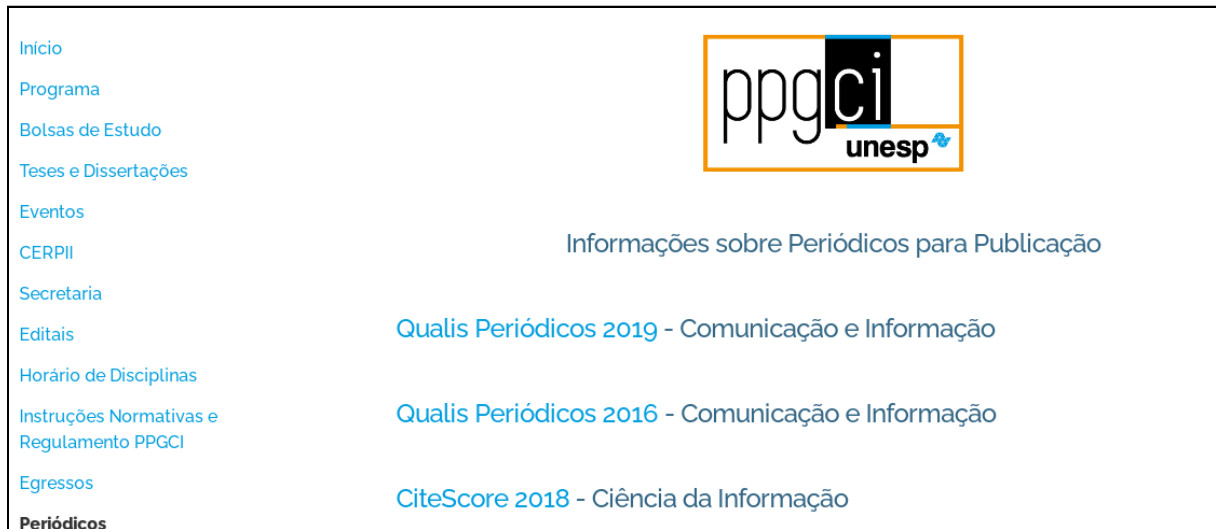 Início
Programa
Bolsas de Estudo
Teses e Dissertações
Eventos
CERPII
Secretaria
Editais
Horário de Disciplinas
Instruções Normativas e
Regulamento PPGCI
Egressos
Periódicos
ppgci
unesp
Informações sobre Periódicos para Publicação
Qualis Periódicos 2019 - Comunicação e Informação
Qualis Periódicos 2016 - Comunicação e Informação
CiteScore 2018 - Ciência da Informação